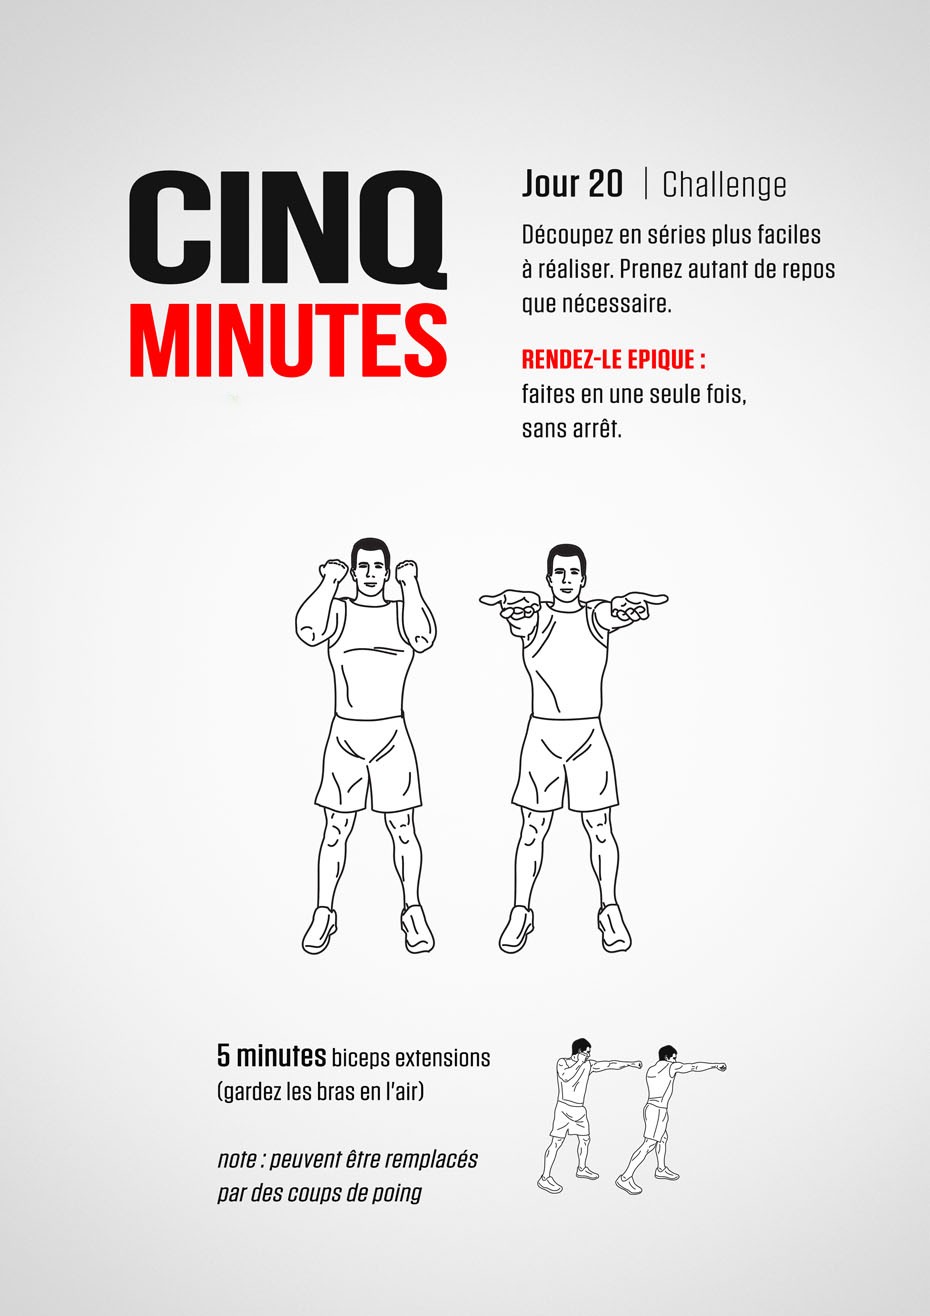 CINQ
MINUTES
Jour 20 | Challenge
Découpez en séries plus faciles
à réaliser. Prenez autant de repos
que nécessaire.
RENDEZ-LE EPIQUE :
faites en une seule fois,
sans arrêt.
5 minutes biceps extensions
(gardez les bras en l'air)
note : peuvent être remplacés
par des coups de poing